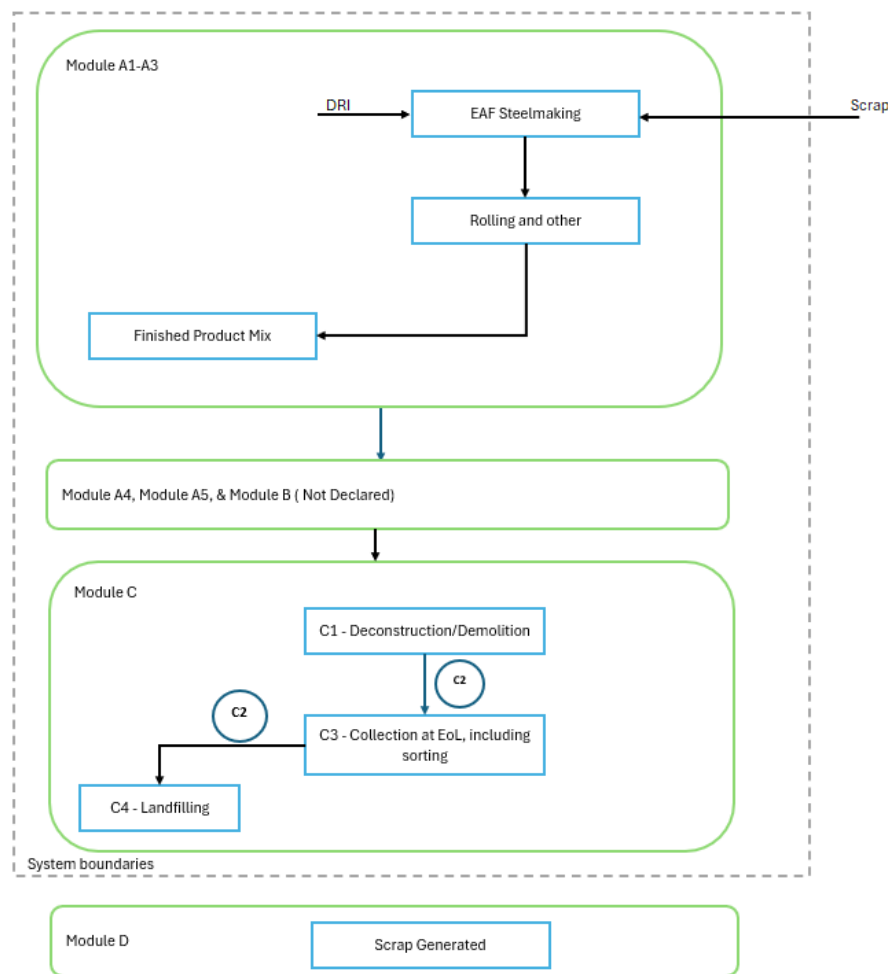 Module A1-A3
DRI
EAF Steelmaking
Scrap
Rolling and other
Finished Product Mix
Module A4, Module A5, & Module B ( Not Declared)
Module C
C1 - Deconstruction/Demolition
C2
C2
C3 - Collection at EoL, including
sorting
C4 - Landfilling
System boundaries
Module D
Scrap Generated